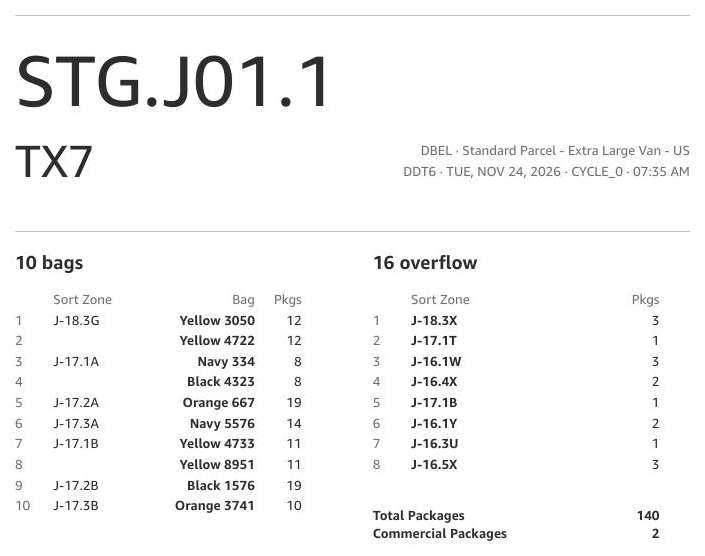 STG.J01.1
TX7
DBEL · Standard Parcel - Extra Large Van - US
DDT6 · TUE, NOV 24, 2026 · CYCLE_0 · 07:35 AM
10 bags
Sort Zone Bag Pkgs
1 J-18.3G Yellow 3050 12
2 Yellow 4722 12
3 J-17.1A Navy 334 8
4 Black 4323 8
5 J-17.2A Orange 667 19
6 J-17.3A Navy 5576 14
7 J-17.1B Yellow 4733 11
8 Yellow 8951 11
9 J-17.2B Black 1576 19
10 J-17.3B Orange 3741 10
16 overflow
Sort Zone Pkgs
1 J-18.3X 3
2 J-17.1T 1
3 J-16.1W 3
4 J-16.4X 2
5 J-17.1B 1
6 J-16.1Y 2
7 J-16.3U 1
8 J-16.5X 3
Total Packages 140
Commercial Packages 2